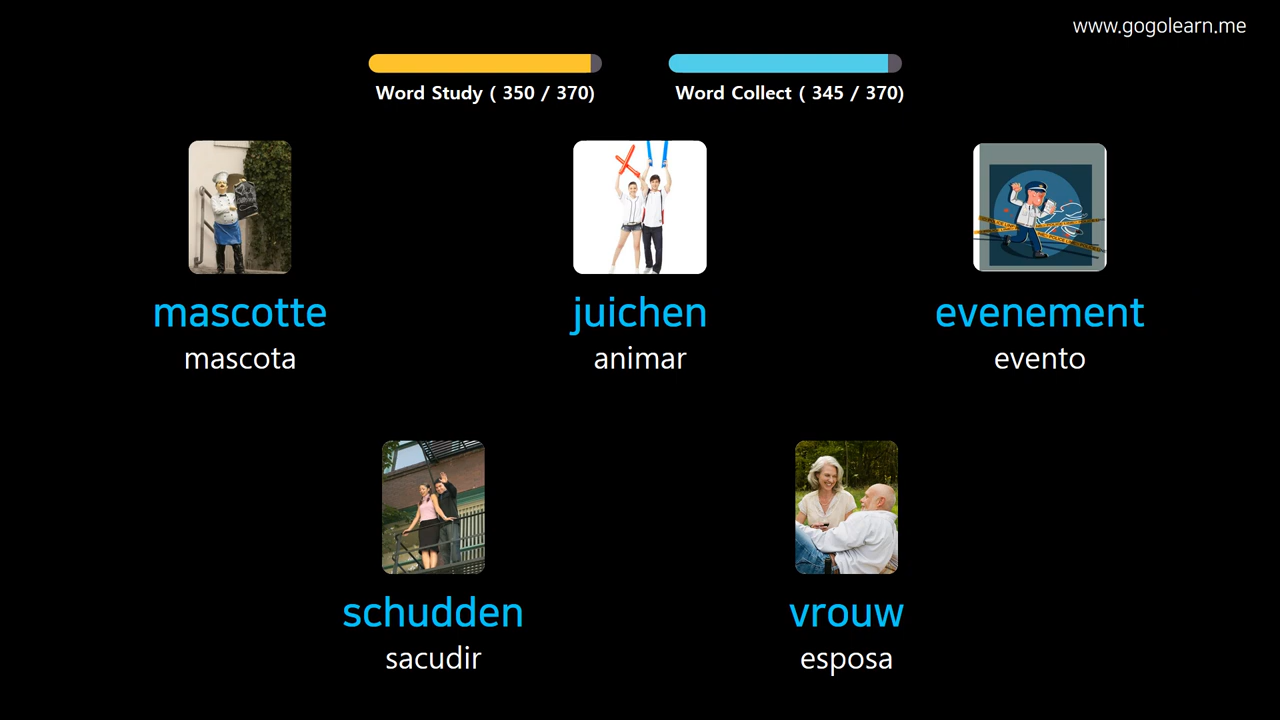 www.gogolearn.me
Word Study ( 350 / 370)
Word Collect ( 345 / 370)
mascotte
mascota
juichen
animar
evenement
evento
schudden
sacudir
vrouw
esposa